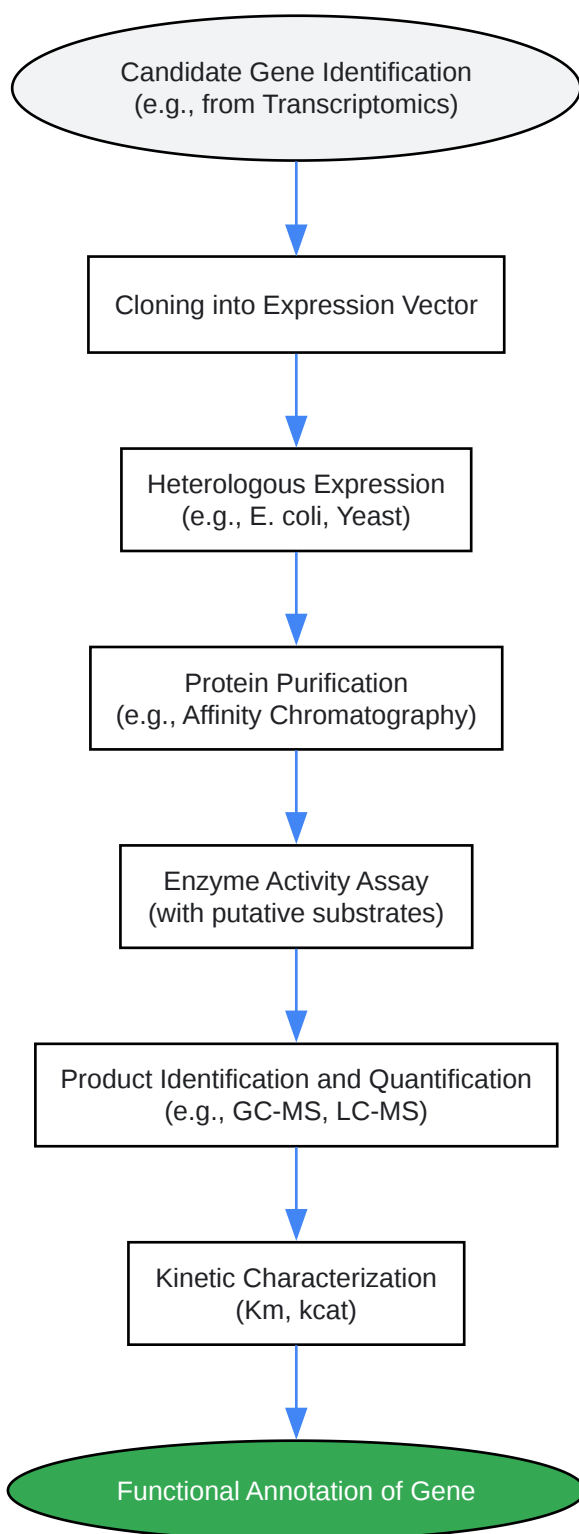 Candidate Gene Identification
(e.g., from Transcriptomics)
Cloning into Expression Vector
Heterologous Expression
(e.g., E. coli, Yeast)
Protein Purification
(e.g., Affinity Chromatography)
Enzyme Activity Assay
(with putative substrates)
Product Identification and Quantification
(e.g., GC-MS, LC-MS)
Kinetic Characterization
(Km, kcat)
Functional Annotation of Gene